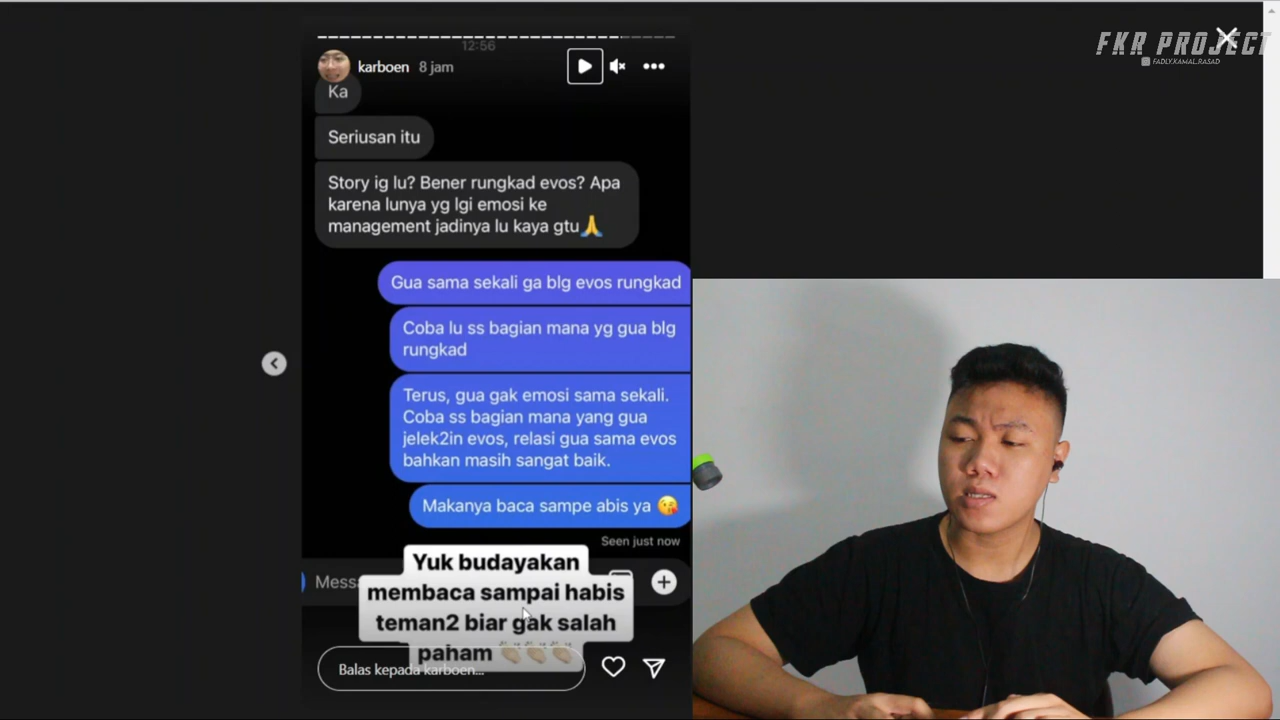 12:56
FKR PROJECT
FADLY.KAMAL.RASAD
karboen 8 jam
Ka
Seriusan itu
Story ig lu? Bener rungkad evos? Apa
karena lunya yg lgi emosi ke
management jadinya lu kaya gtu🙏
Gua sama sekali ga blg evos rungkad
Coba lu ss bagian mana yg gua blg
rungkad
Terus, gua gak emosi sama sekali.
Coba ss bagian mana yang gua
jelek2in evos, relasi gua sama evos
bahkan masih sangat baik.
Makanya baca sampe abis ya 😘
Seen just now
Yuk budayakan
membaca sampai habis
teman2 biar gak salah
paham 👏🏻👏🏻👏🏻
Balas kepada karboen...